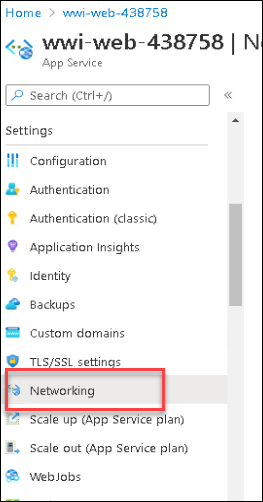 Home > wwi-web-438758
wwi-web-438758 | Ne
App Service
Search (Ctrl+/)
«
Settings
Configuration
Authentication
Authentication (classic)
Application Insights
Identity
Backups
Custom domains
TLS/SSL settings
Networking
Scale up (App Service plan)
Scale out (App Service plan)
WebJobs